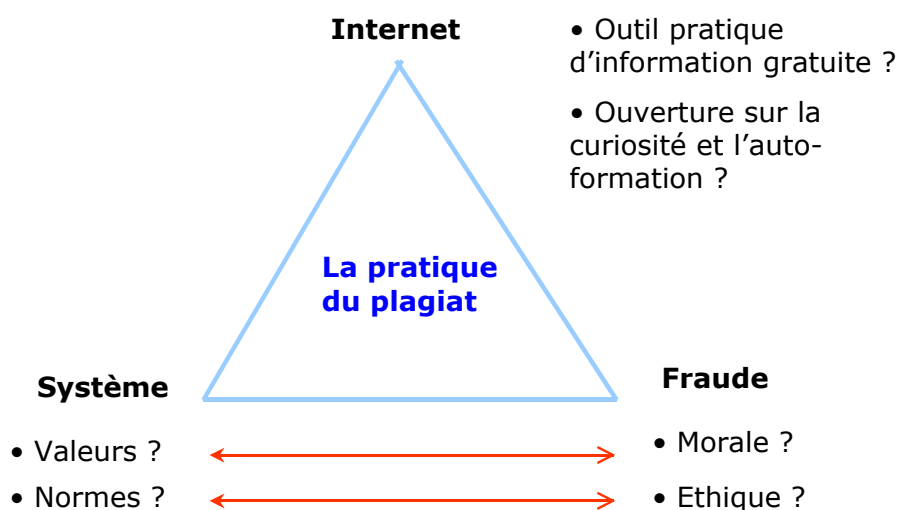 Internet
• Outil pratique
d’information gratuite ?
• Ouverture sur la
curiosité et l’auto-
formation ?
La pratique
du plagiat
Système
Fraude
• Valeurs ?
• Morale ?
• Normes ?
• Ethique ?